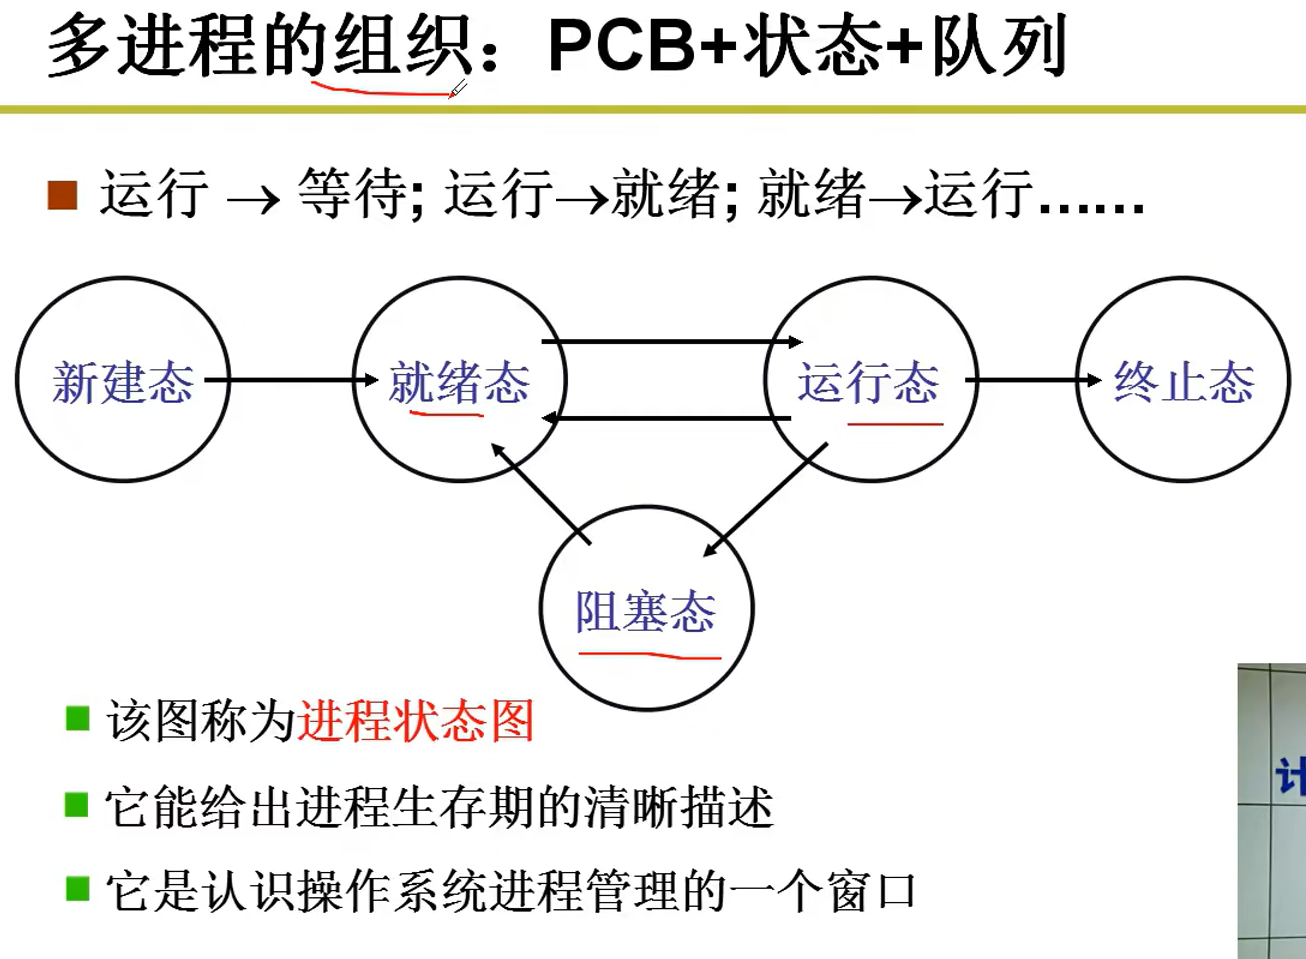 多进程的组织：PCB+状态+队列
运行 → 等待; 运行→就绪; 就绪→运行……
新建态 就绪态 运行态 终止态
阻塞态
该图称为进程状态图
它能给出进程生存期的清晰描述
计
它是认识操作系统进程管理的一个窗口